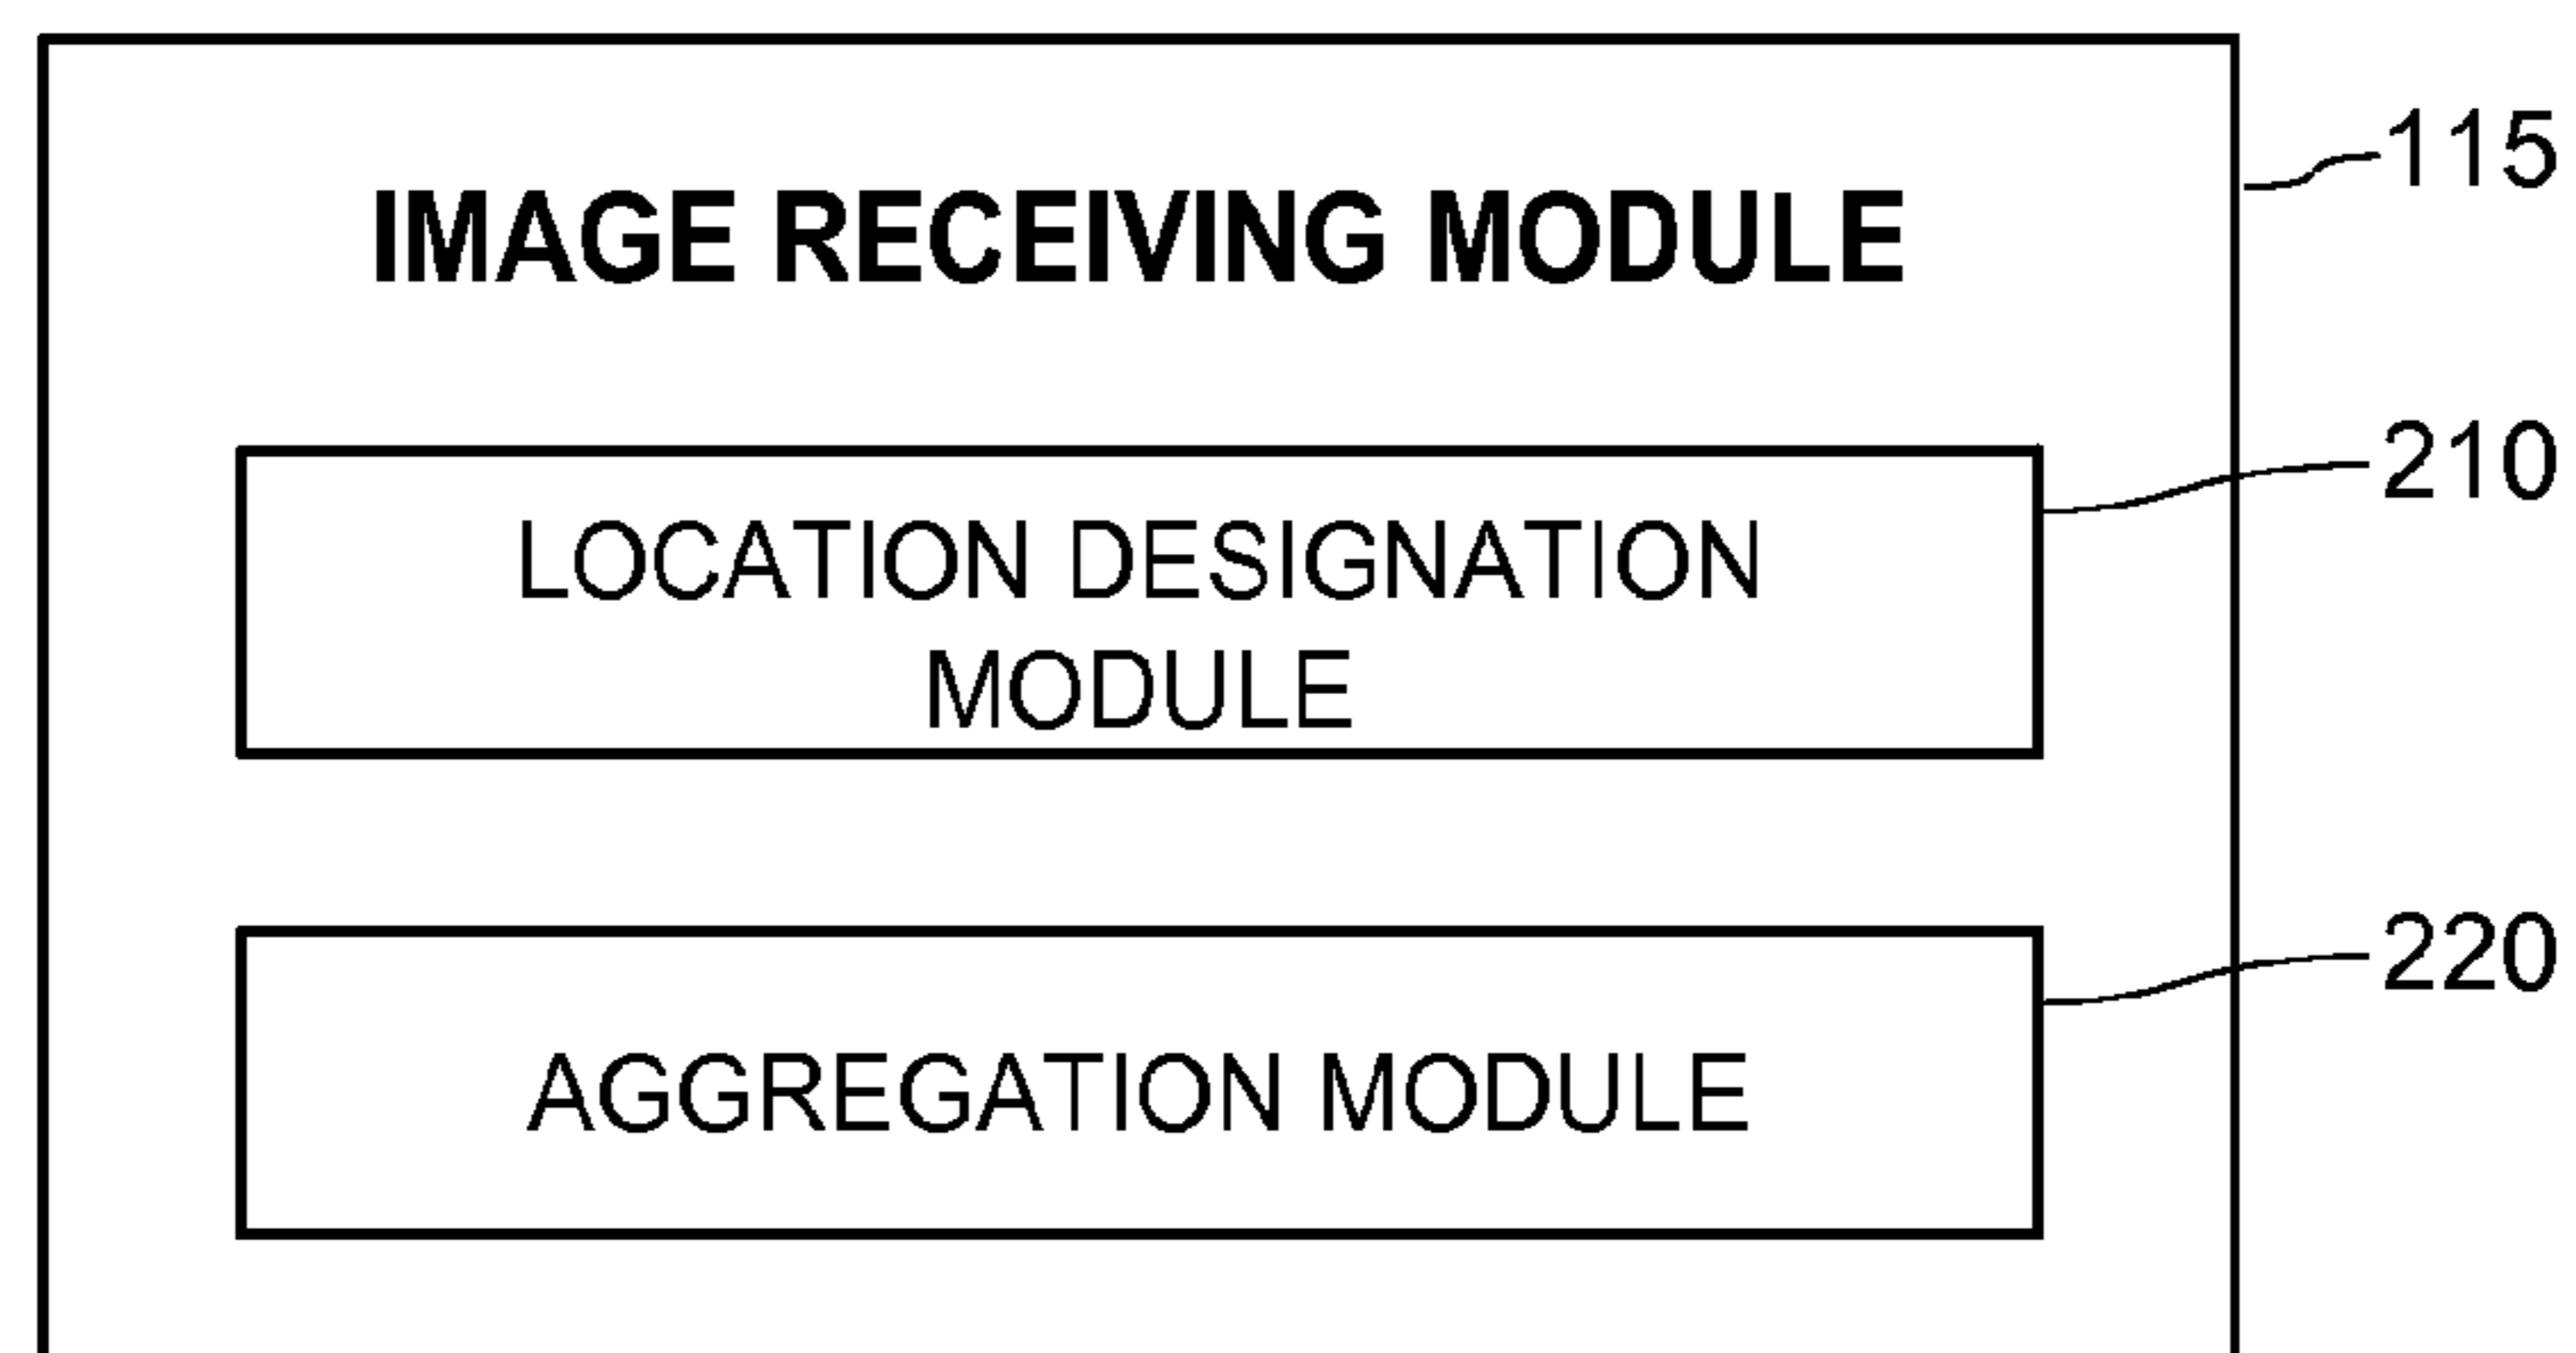 115
IMAGE RECEIVING MODULE
210
LOCATION DESIGNATION
MODULE
220
AGGREGATION MODULE